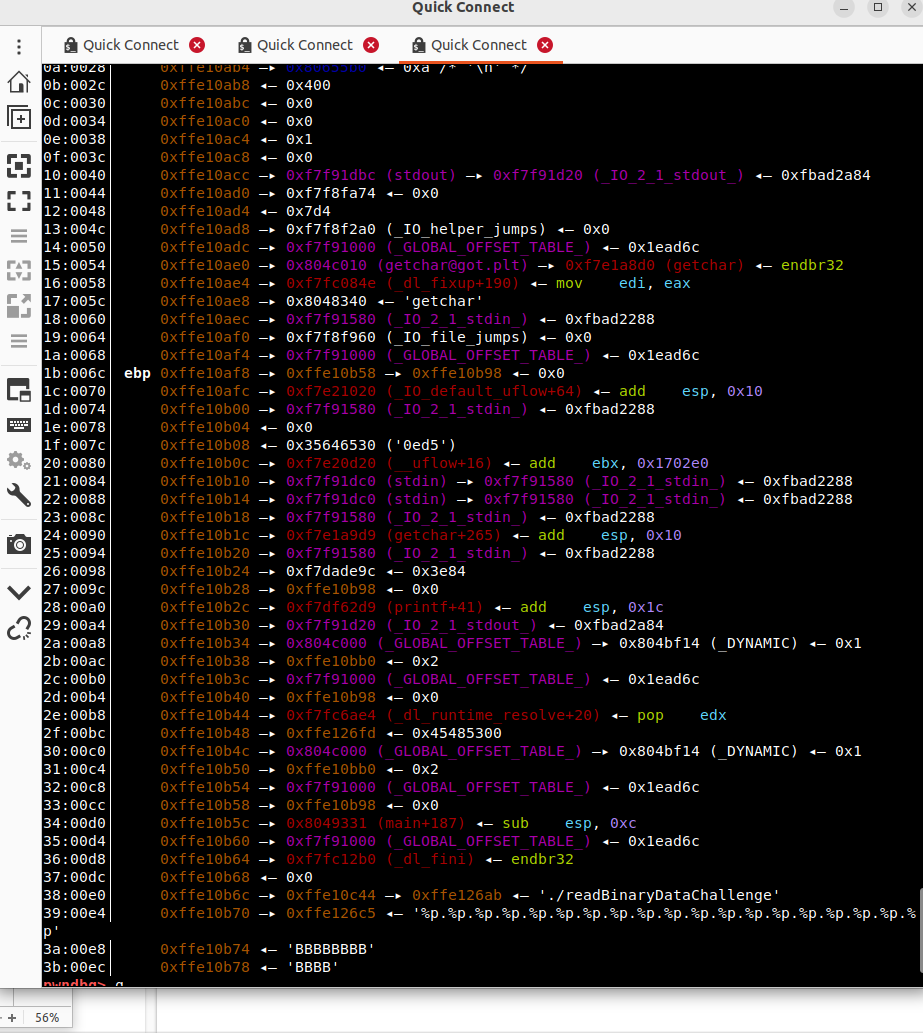 Quick Connect
Quick Connect Quick Connect Quick Connect
0a:0028│ 0xffe10ab4 —▸ 0x80055b0 ◂— 0xa /* '\n' */
0b:002c│ 0xffe10ab8 ◂— 0x400
0c:0030│ 0xffe10abc ◂— 0x0
0d:0034│ 0xffe10ac0 ◂— 0x0
0e:0038│ 0xffe10ac4 ◂— 0x1
0f:003c│ 0xffe10ac8 ◂— 0x0
10:0040│ 0xffe10acc —▸ 0xf7f91dbc (stdout) —▸ 0xf7f91d20 (_IO_2_1_stdout_) ◂— 0xfbad2a84
11:0044│ 0xffe10ad0 —▸ 0xf7f8fa74 ◂— 0x0
12:0048│ 0xffe10ad4 ◂— 0x7d4
13:004c│ 0xffe10ad8 —▸ 0xf7f8f2a0 (_IO_helper_jumps) ◂— 0x0
14:0050│ 0xffe10adc —▸ 0xf7f91000 (_GLOBAL_OFFSET_TABLE_) ◂— 0x1ead6c
15:0054│ 0xffe10ae0 —▸ 0x804c010 (getchar@got.plt) —▸ 0xf7e1a8d0 (getchar) ◂— endbr32
16:0058│ 0xffe10ae4 —▸ 0xf7fc084e (_dl_fixup+190) ◂— mov edi, eax
17:005c│ 0xffe10ae8 —▸ 0x8048340 ◂— 'getchar'
18:0060│ 0xffe10aec —▸ 0xf7f91580 (_IO_2_1_stdin_) ◂— 0xfbad2288
19:0064│ 0xffe10af0 —▸ 0xf7f8f960 (_IO_file_jumps) ◂— 0x0
1a:0068│ 0xffe10af4 —▸ 0xf7f91000 (_GLOBAL_OFFSET_TABLE_) ◂— 0x1ead6c
1b:006c│ ebp 0xffe10af8 —▸ 0xffe10b58 —▸ 0xffe10b98 ◂— 0x0
1c:0070│ 0xffe10afc —▸ 0xf7e21020 (_IO_default_uflow+64) ◂— add esp, 0x10
1d:0074│ 0xffe10b00 —▸ 0xf7f91580 (_IO_2_1_stdin_) ◂— 0xfbad2288
1e:0078│ 0xffe10b04 ◂— 0x0
1f:007c│ 0xffe10b08 ◂— 0x35646530 ('0ed5')
20:0080│ 0xffe10b0c —▸ 0xf7e20d20 (__uflow+16) ◂— add ebx, 0x1702e0
21:0084│ 0xffe10b10 —▸ 0xf7f91dc0 (stdin) —▸ 0xf7f91580 (_IO_2_1_stdin_) ◂— 0xfbad2288
22:0088│ 0xffe10b14 —▸ 0xf7f91dc0 (stdin) —▸ 0xf7f91580 (_IO_2_1_stdin_) ◂— 0xfbad2288
23:008c│ 0xffe10b18 —▸ 0xf7f91580 (_IO_2_1_stdin_) ◂— 0xfbad2288
24:0090│ 0xffe10b1c —▸ 0xf7e1a9d9 (getchar+265) ◂— add esp, 0x10
25:0094│ 0xffe10b20 —▸ 0xf7f91580 (_IO_2_1_stdin_) ◂— 0xfbad2288
26:0098│ 0xffe10b24 —▸ 0xf7dade9c ◂— 0x3e84
27:009c│ 0xffe10b28 —▸ 0xffe10b98 ◂— 0x0
28:00a0│ 0xffe10b2c —▸ 0xf7df62d9 (printf+41) ◂— add esp, 0x1c
29:00a4│ 0xffe10b30 —▸ 0xf7f91d20 (_IO_2_1_stdout_) ◂— 0xfbad2a84
2a:00a8│ 0xffe10b34 —▸ 0x804c000 (_GLOBAL_OFFSET_TABLE_) —▸ 0x804bf14 (_DYNAMIC) ◂— 0x1
2b:00ac│ 0xffe10b38 —▸ 0xffe10bb0 ◂— 0x2
2c:00b0│ 0xffe10b3c —▸ 0xf7f91000 (_GLOBAL_OFFSET_TABLE_) ◂— 0x1ead6c
2d:00b4│ 0xffe10b40 —▸ 0xffe10b98 ◂— 0x0
2e:00b8│ 0xffe10b44 —▸ 0xf7fc6ae4 (_dl_runtime_resolve+20) ◂— pop edx
2f:00bc│ 0xffe10b48 —▸ 0xffe126fd ◂— 0x45485300
30:00c0│ 0xffe10b4c —▸ 0x804c000 (_GLOBAL_OFFSET_TABLE_) —▸ 0x804bf14 (_DYNAMIC) ◂— 0x1
31:00c4│ 0xffe10b50 —▸ 0xffe10bb0 ◂— 0x2
32:00c8│ 0xffe10b54 —▸ 0xf7f91000 (_GLOBAL_OFFSET_TABLE_) ◂— 0x1ead6c
33:00cc│ 0xffe10b58 —▸ 0xffe10b98 ◂— 0x0
34:00d0│ 0xffe10b5c —▸ 0x8049331 (main+187) ◂— sub esp, 0xc
35:00d4│ 0xffe10b60 —▸ 0xf7f91000 (_GLOBAL_OFFSET_TABLE_) ◂— 0x1ead6c
36:00d8│ 0xffe10b64 —▸ 0xf7fc12b0 (_dl_fini) ◂— endbr32
37:00dc│ 0xffe10b68 ◂— 0x0
38:00e0│ 0xffe10b6c —▸ 0xffe10c44 —▸ 0xffe126ab ◂— './readBinaryDataChallenge'
39:00e4│ 0xffe10b70 —▸ 0xffe126c5 ◂— '%p.%p.%p.%p.%p.%p.%p.%p.%p.%p.%p.%p.%p.%p.%p.%p.%p.%p.%
p'
3a:00e8│ 0xffe10b74 ◂— 'BBBBBBBB'
3b:00ec│ 0xffe10b78 ◂— 'BBBB'
pwndbg> q
56%